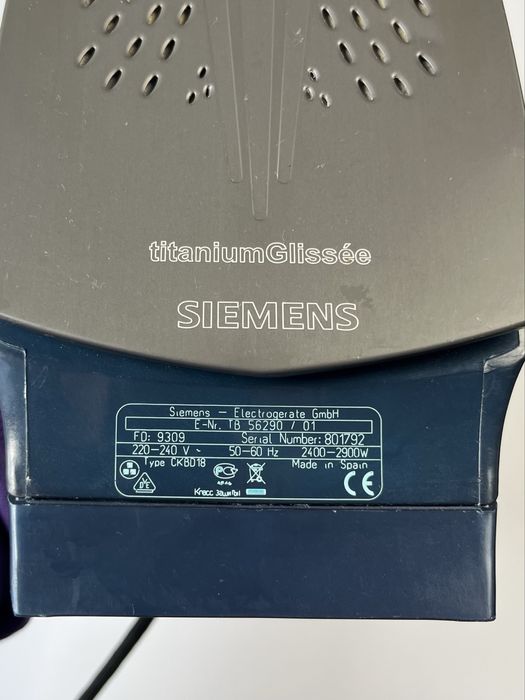 titaniumGlissée
SIEMENS
Siemens - Electrogerate GmbH
E-Nr. TB 56290 / 01
FD: 9309 Serial Number: 801792
220-240 V ~ 50-60 Hz 2400-2900W
Type CKBD18 Made in Spain
VDE
CE